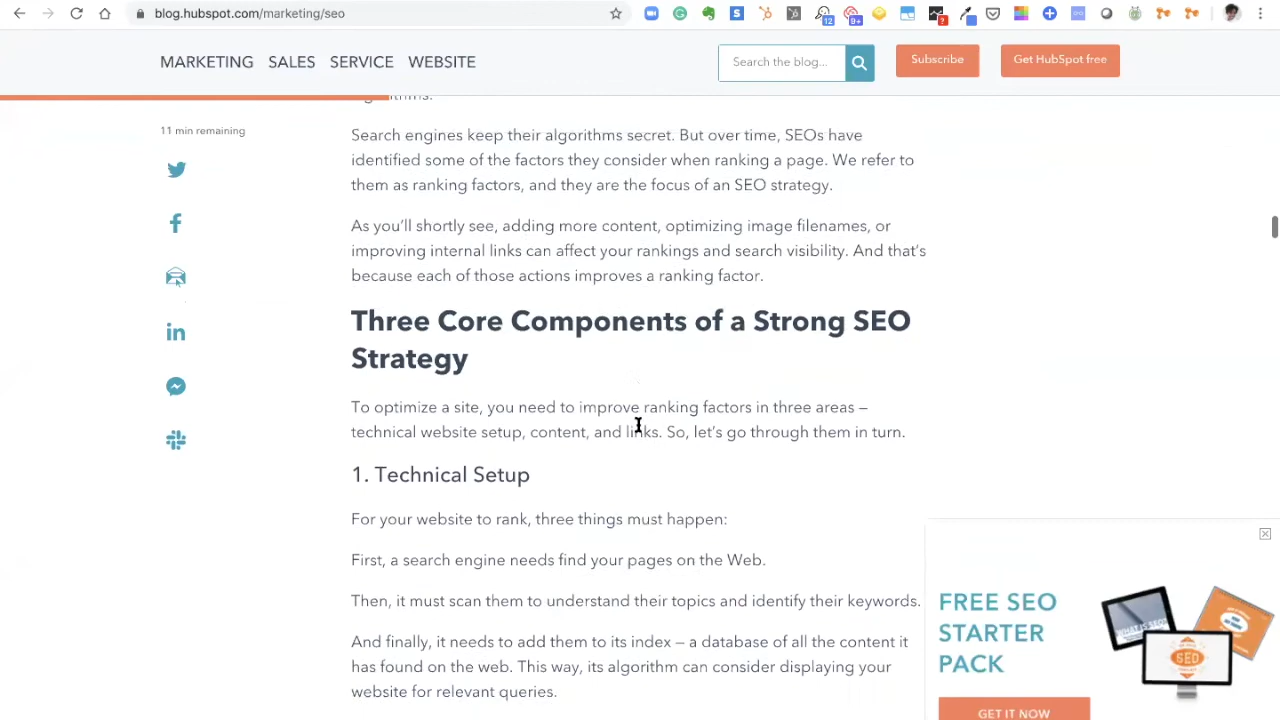 blog.hubspot.com/marketing/seo
12
9+
?
MARKETING SALES SERVICE WEBSITE
Search the blog...
Subscribe
Get HubSpot free
11 min remaining
Search engines keep their algorithms secret. But over time, SEOs have
identified some of the factors they consider when ranking a page. We refer to
them as ranking factors, and they are the focus of an SEO strategy.
As you’ll shortly see, adding more content, optimizing image filenames, or
improving internal links can affect your rankings and search visibility. And that’s
because each of those actions improves a ranking factor.
Three Core Components of a Strong SEO
Strategy
To optimize a site, you need to improve ranking factors in three areas –
technical website setup, content, and links. So, let’s go through them in turn.
1. Technical Setup
For your website to rank, three things must happen:
First, a search engine needs find your pages on the Web.
Then, it must scan them to understand their topics and identify their keywords.
And finally, it needs to add them to its index – a database of all the content it
has found on the web. This way, its algorithm can consider displaying your
website for relevant queries.
FREE SEO
STARTER
PACK
WHAT IS SEO
SEO
GET IT NOW